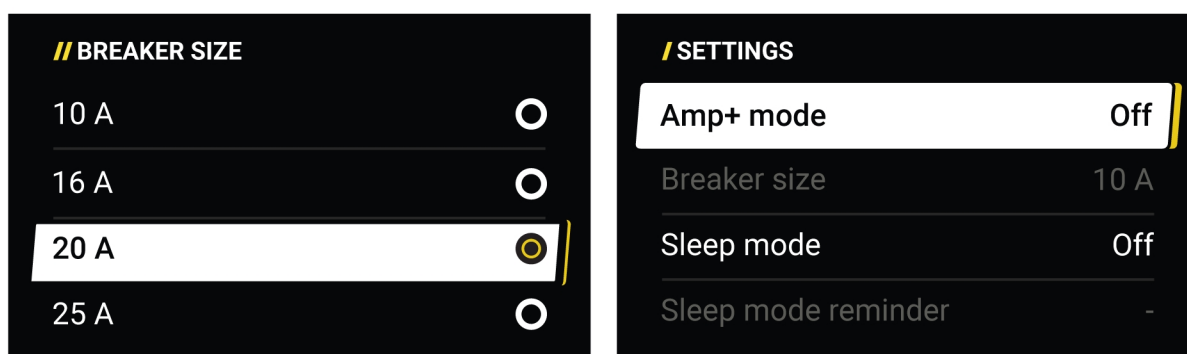 // BREAKER SIZE
10 A
16 A
20 A
25 A
/ SETTINGS
Amp+ mode Off
Breaker size 10 A
Sleep mode Off
Sleep mode reminder -